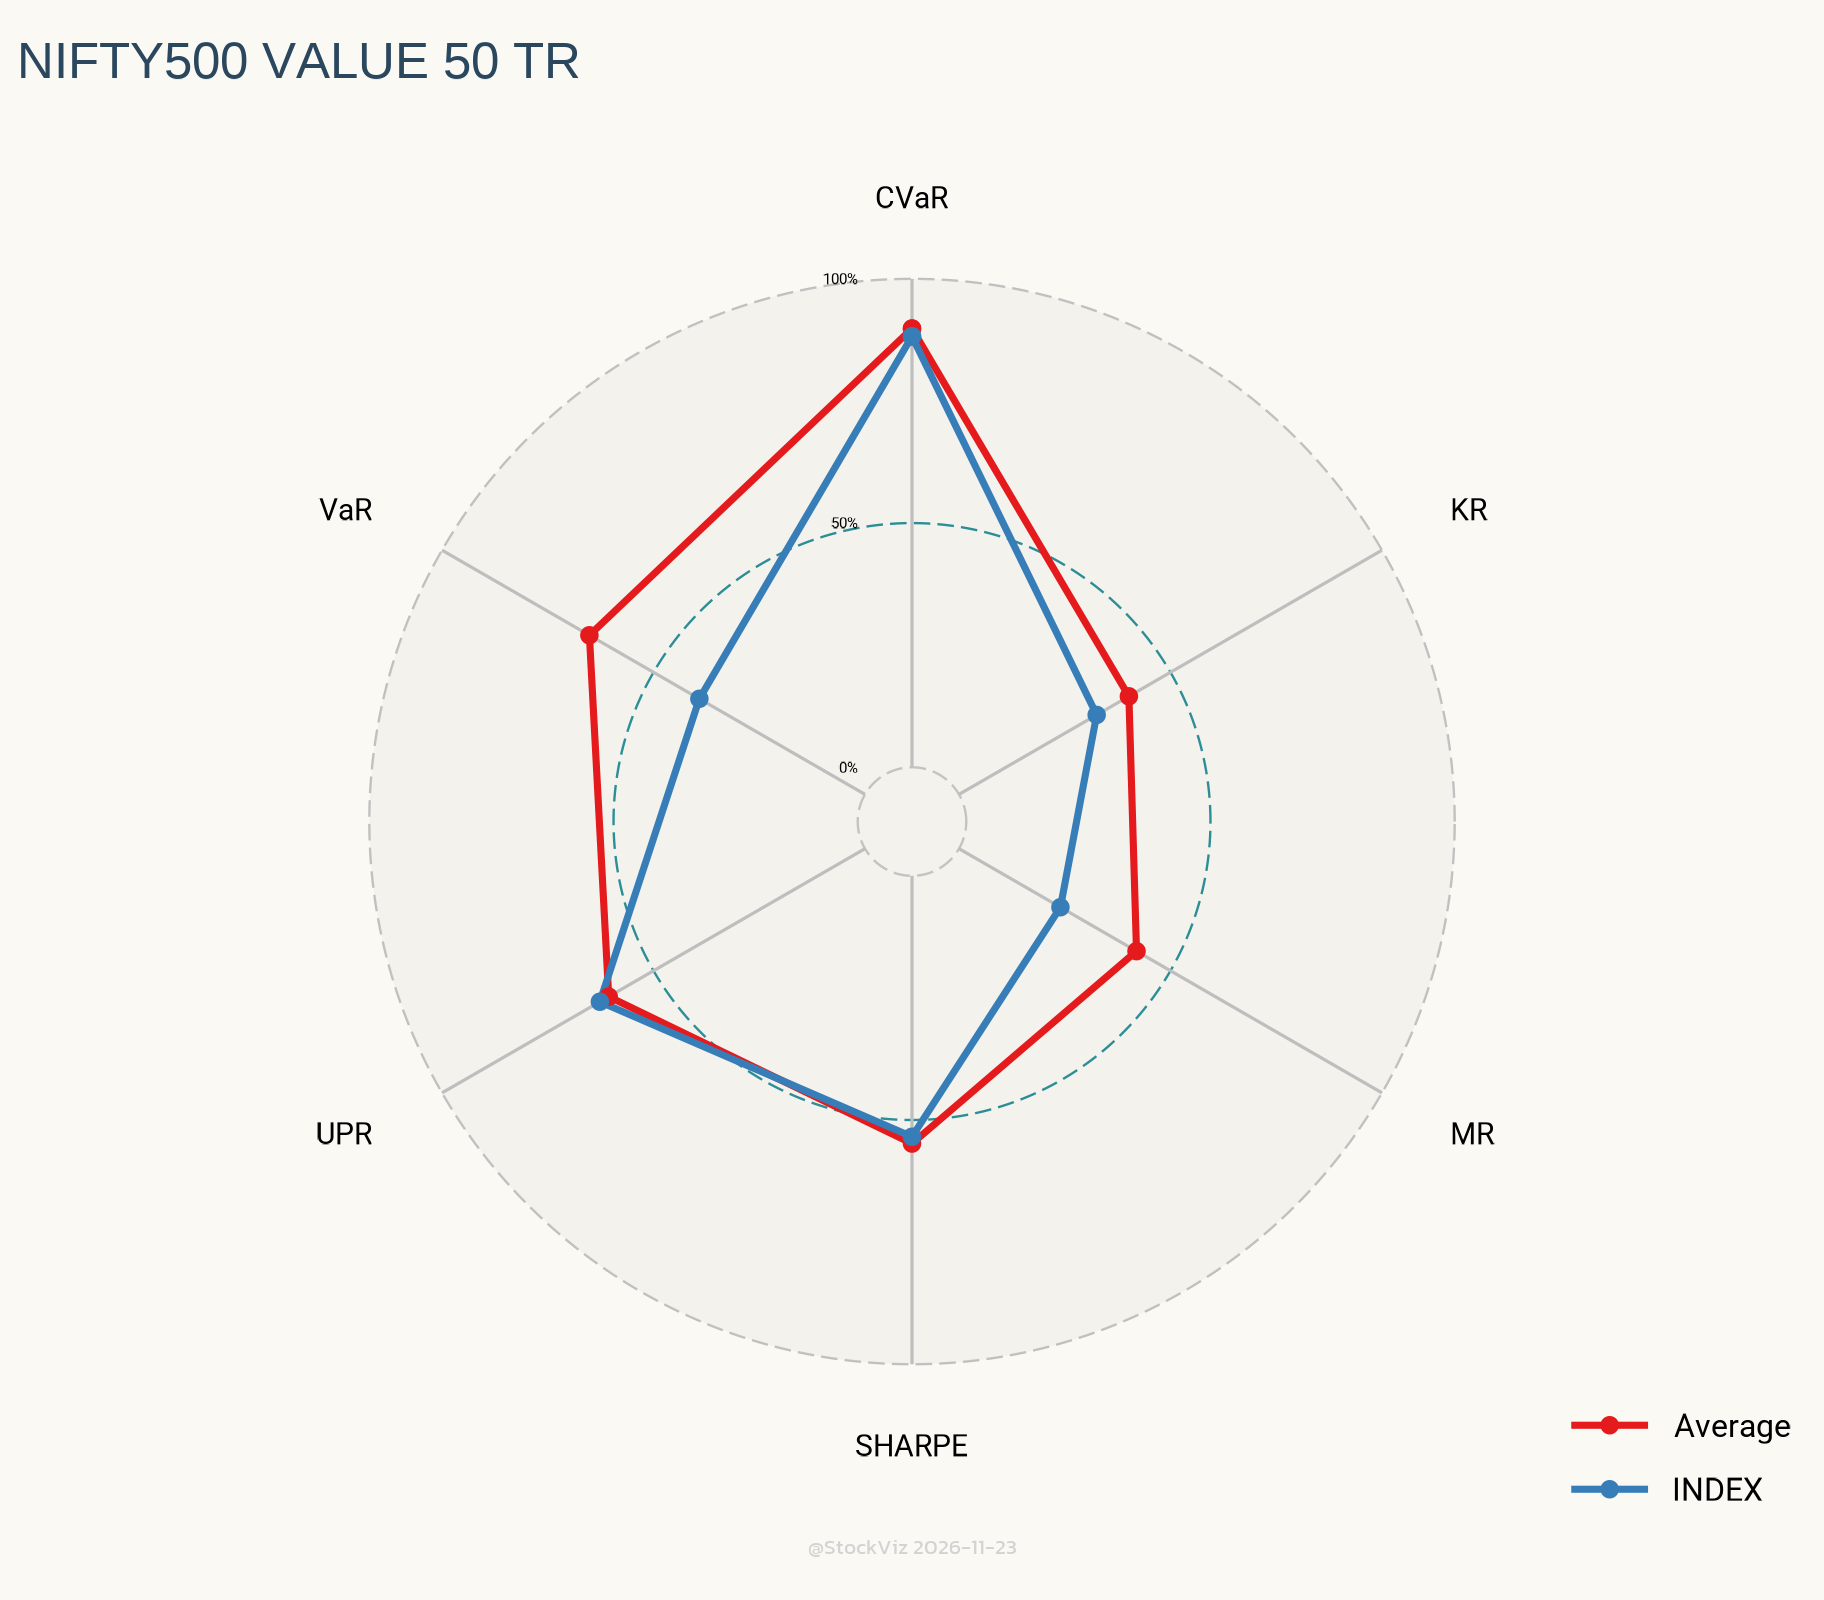 NIFTY500 VALUE 50 TR
CVaR
100%
VaR
KR
50%
0%
UPR
MR
SHARPE
Average
INDEX
@StockViz 2026-11-23